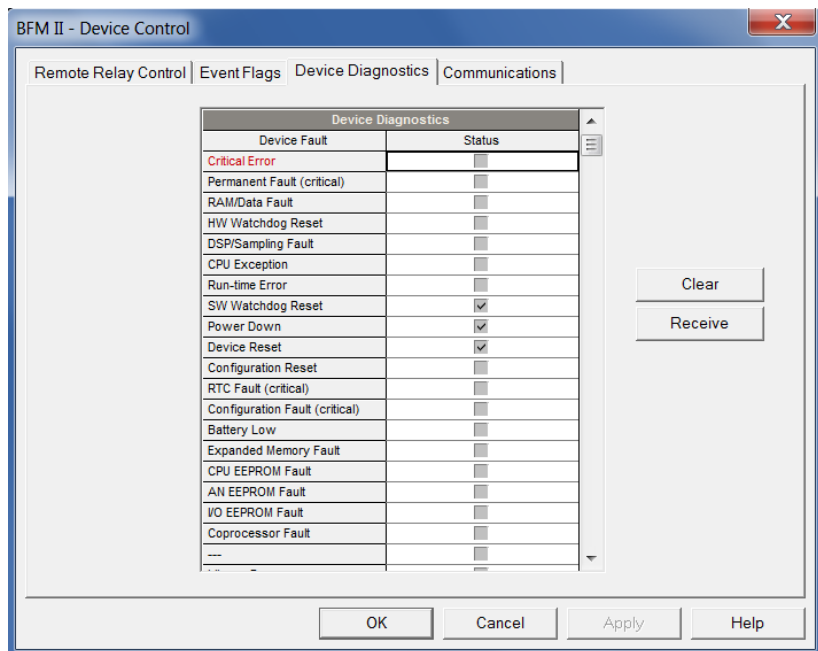 BFM II - Device Control
Remote Relay Control Event Flags Device Diagnostics Communications
Device Diagnostics
Device Fault Status
Critical Error
Permanent Fault (critical)
RAM/Data Fault
HW Watchdog Reset
DSP/Sampling Fault
CPU Exception
Run-time Error
SW Watchdog Reset
Power Down
Device Reset
Configuration Reset
RTC Fault (critical)
Configuration Fault (critical)
Battery Low
Expanded Memory Fault
CPU EEPROM Fault
AN EEPROM Fault
I/O EEPROM Fault
Coprocessor Fault
---
Clear
Receive
OK Cancel Apply Help